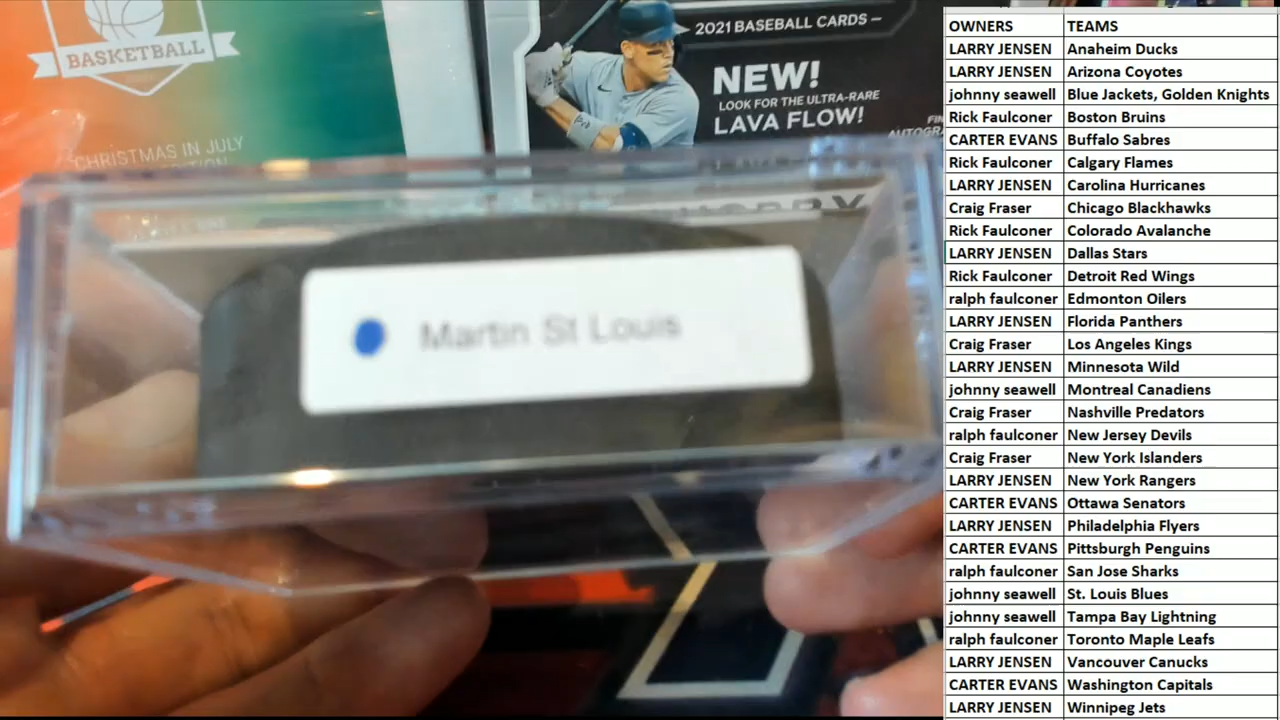 BASKETBALL
CHRISTMAS IN JULY
2021 BASEBALL CARDS
NEW!
LOOK FOR THE ULTRA-RARE
LAVA FLOW!
Martin St Louis
OWNERS TEAMS
LARRY JENSEN Anaheim Ducks
LARRY JENSEN Arizona Coyotes
johnny seawell Blue Jackets, Golden Knights
Rick Faulconer Boston Bruins
CARTER EVANS Buffalo Sabres
Rick Faulconer Calgary Flames
LARRY JENSEN Carolina Hurricanes
Craig Fraser Chicago Blackhawks
Rick Faulconer Colorado Avalanche
LARRY JENSEN Dallas Stars
Rick Faulconer Detroit Red Wings
ralph faulconer Edmonton Oilers
LARRY JENSEN Florida Panthers
Craig Fraser Los Angeles Kings
LARRY JENSEN Minnesota Wild
johnny seawell Montreal Canadiens
Craig Fraser Nashville Predators
ralph faulconer New Jersey Devils
Craig Fraser New York Islanders
LARRY JENSEN New York Rangers
CARTER EVANS Ottawa Senators
LARRY JENSEN Philadelphia Flyers
CARTER EVANS Pittsburgh Penguins
ralph faulconer San Jose Sharks
johnny seawell St. Louis Blues
johnny seawell Tampa Bay Lightning
ralph faulconer Toronto Maple Leafs
LARRY JENSEN Vancouver Canucks
CARTER EVANS Washington Capitals
LARRY JENSEN Winnipeg Jets